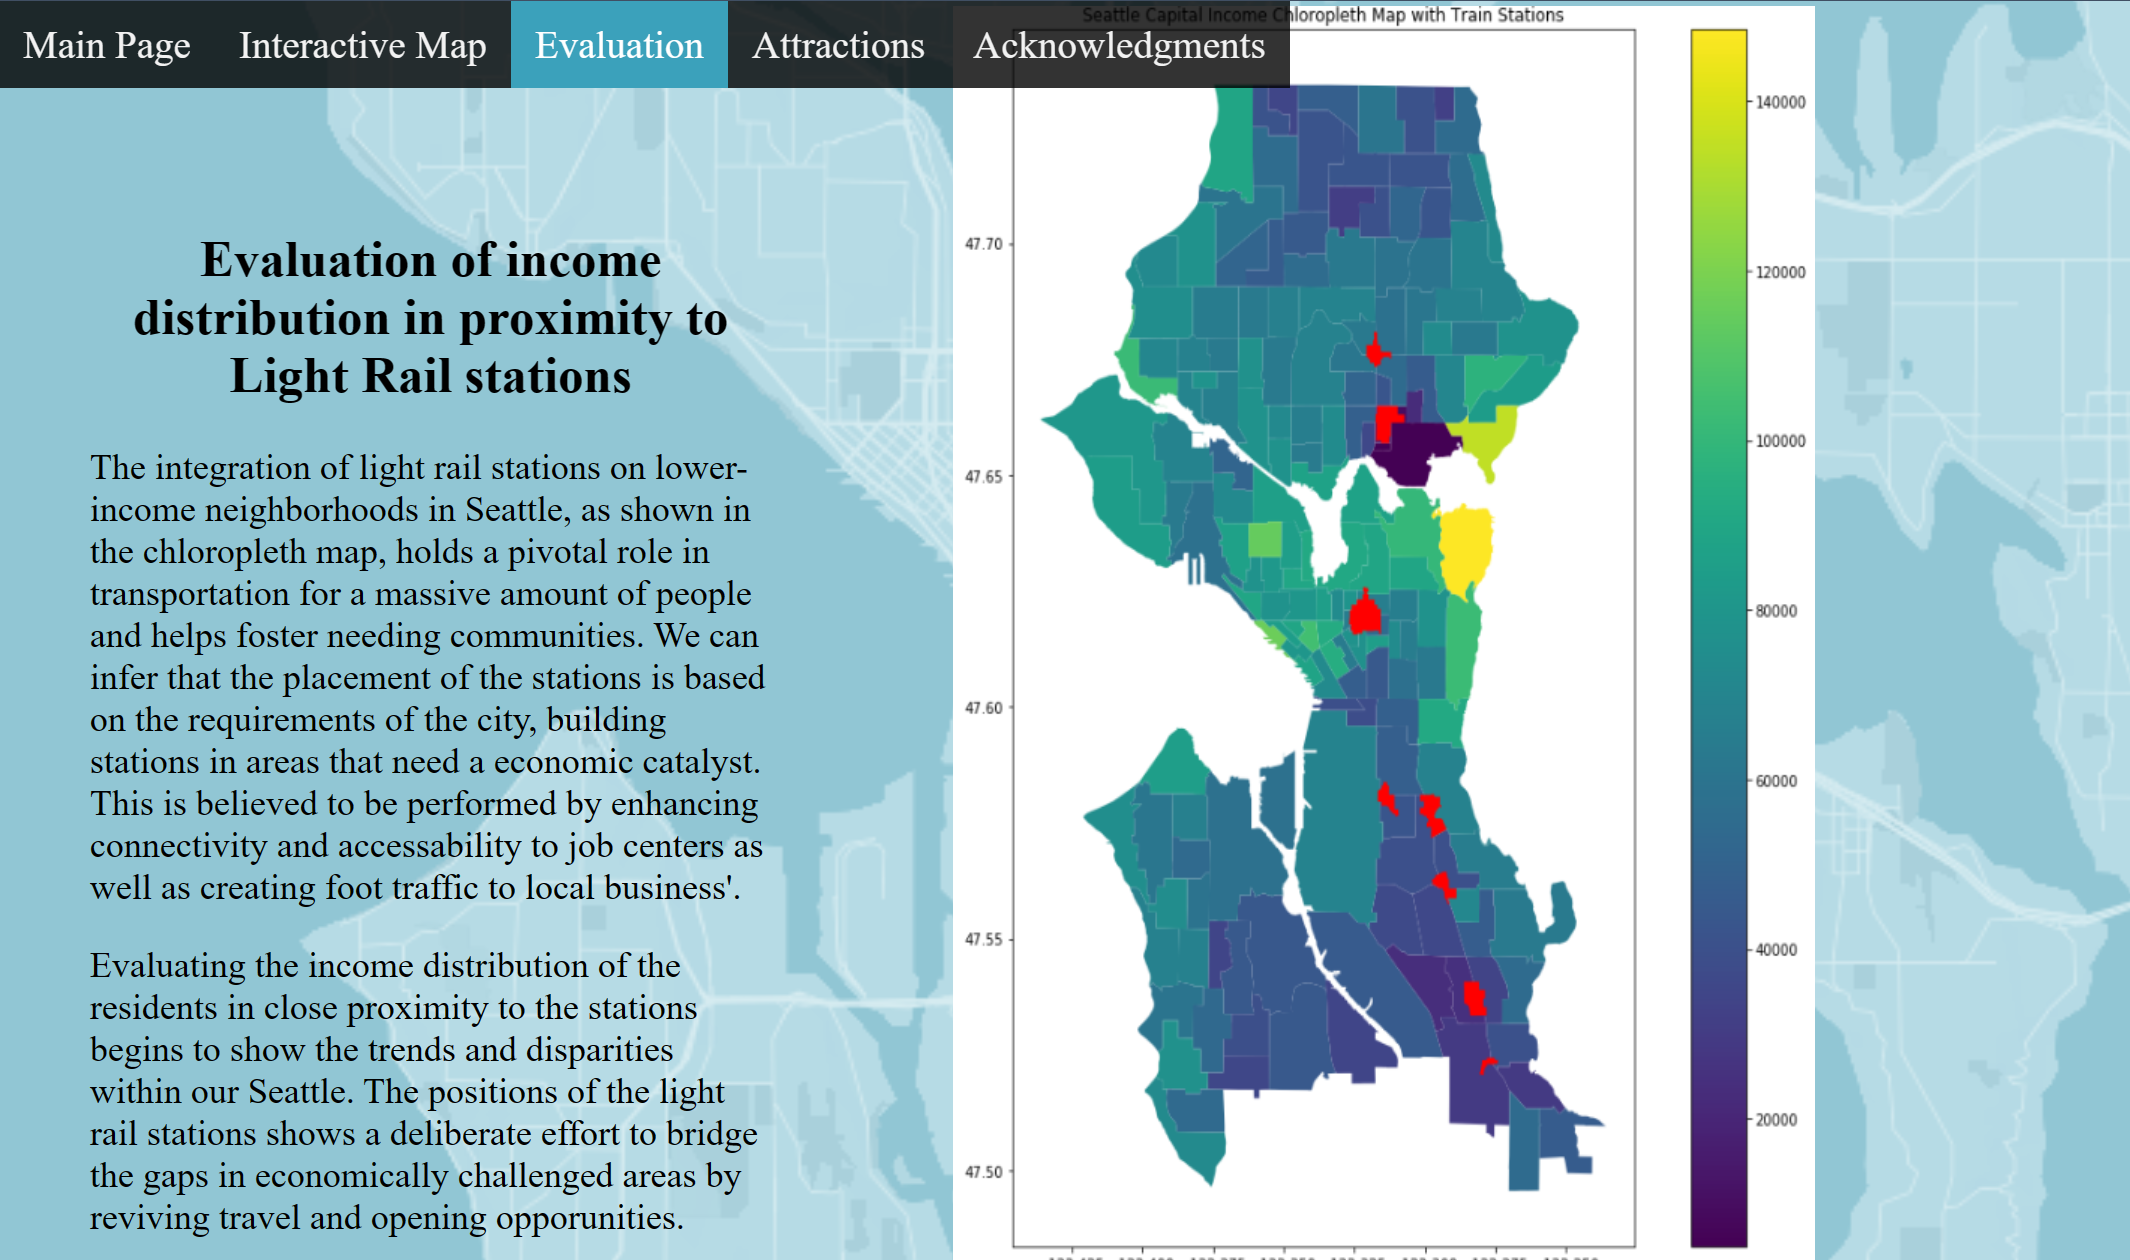 Main Page
Interactive Map
Evaluation
Attractions
Acknowledgments
Evaluation of income
distribution in proximity to
Light Rail stations
The integration of light rail stations on lower-
income neighborhoods in Seattle, as shown in
the chloropleth map, holds a pivotal role in
transportation for a massive amount of people
and helps foster needing communities. We can
infer that the placement of the stations is based
on the requirements of the city, building
stations in areas that need a economic catalyst.
This is believed to be performed by enhancing
connectivity and accessability to job centers as
well as creating foot traffic to local business'.
Evaluating the income distribution of the
residents in close proximity to the stations
begins to show the trends and disparities
within our Seattle. The positions of the light
rail stations shows a deliberate effort to bridge
the gaps in economically challenged areas by
reviving travel and opening opporunities.
Seattle Capital Income Chloropleth Map with Train Stations
47.70
47.65
47.60
47.55
47.50
140000
120000
100000
80000
60000
40000
20000